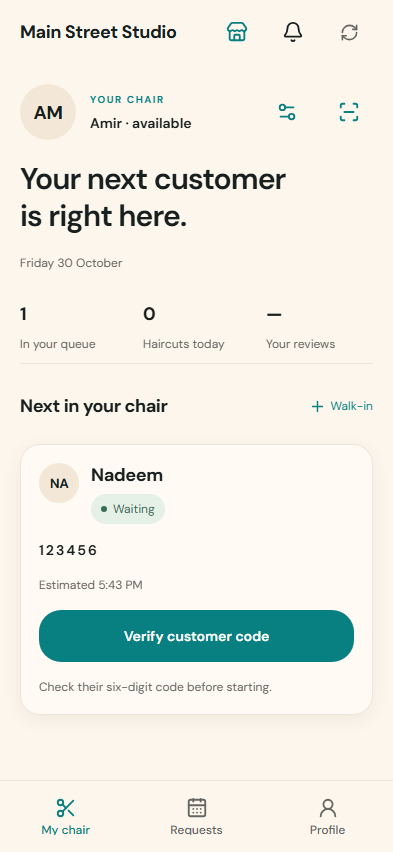 Main Street Studio
AM
YOUR CHAIR
Amir · available
Your next customer
is right here.
Friday 30 October
1
In your queue
0
Haircuts today
—
Your reviews
Next in your chair
Walk-in
NA
Nadeem
Waiting
123456
Estimated 5:43 PM
Verify customer code
Check their six-digit code before starting.
My chair
Requests
Profile